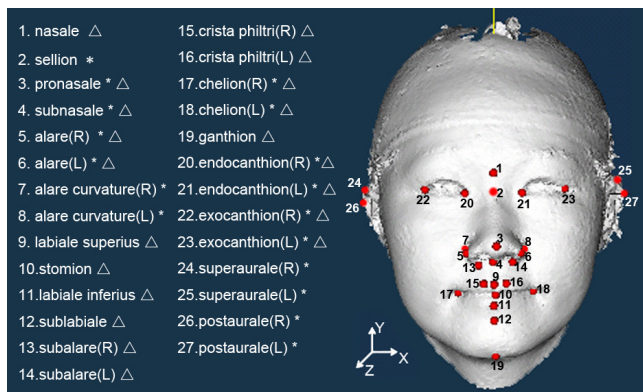 1. nasale △
2. sellion *
3. pronasale * △
4. subnasale * △
5. alare(R) * △
6. alare(L) * △
7. alare curvature(R) *
8. alare curvature(L) *
9. labiale superius △
10.stomion △
11.labiale inferius △
12.sublabiale △
13.subalare(R) △
14.subalare(L) △
15.crista philtri(R) △
16.crista philtri(L) △
17.chelion(R) * △
18.chelion(L) * △
19.ganthion △
20.endocanthion(R) *△
21.endocanthion(L) *△
22.exocanthion(R) *△
23.exocanthion(L) *△
24.superaurale(R) *
25.superaurale(L) *
26.postaurale(R) *
27.postaurale(L) *
1
25
24
2
27
26
22
20
21
23
7
3
8
5
4
6
13
14
15
9
16
17
10
18
11
12
19
Y
X
Z